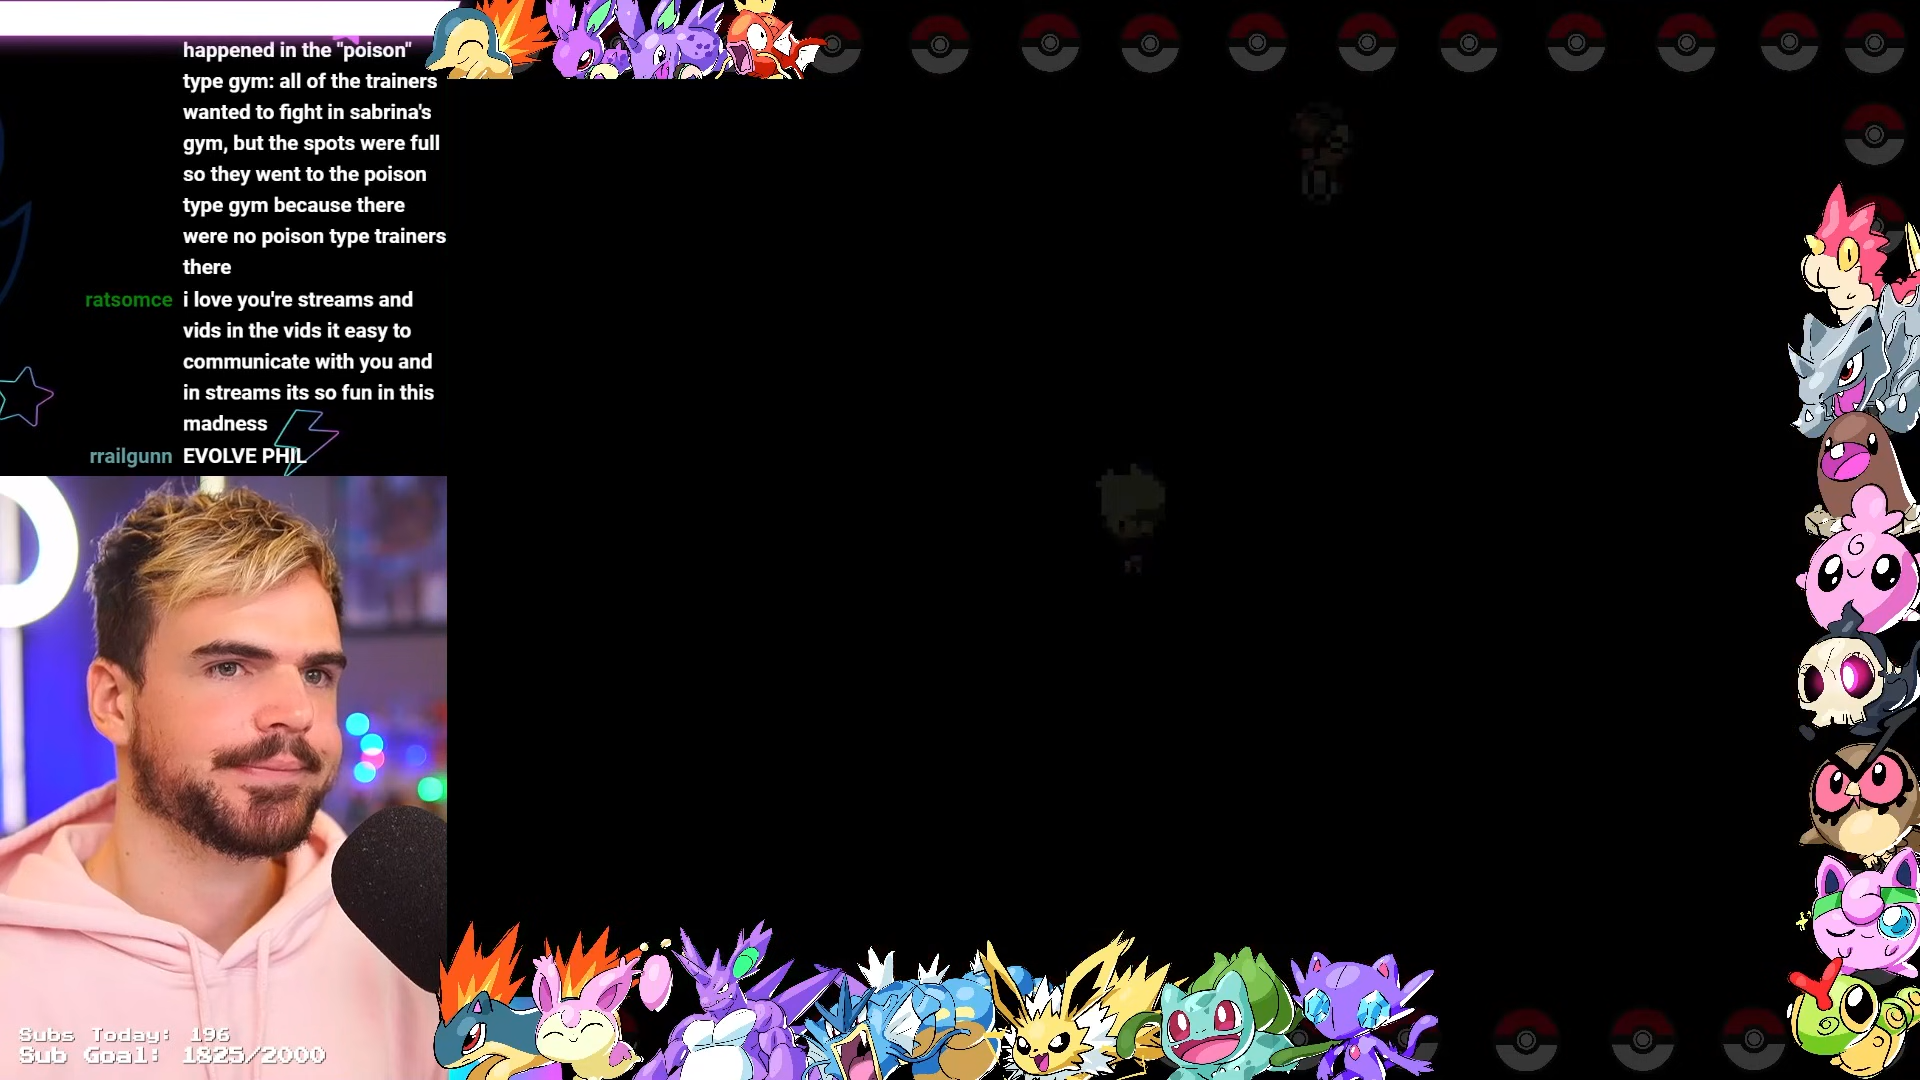 happened in the "poison"
type gym: all of the trainers
wanted to fight in sabrina's
gym, but the spots were full
so they went to the poison
type gym because there
were no poison type trainers
there
ratsomce i love you're streams and
vids in the vids it easy to
communicate with you and
in streams its so fun in this
madness
rrailgunn EVOLVE PHIL
Subs Today: 196
Sub Goal: 1825/2000